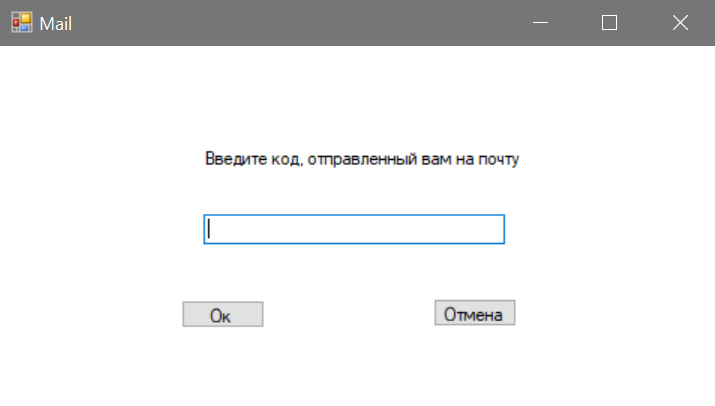 Mail
Введите код, отправленный вам на почту
Ок
Отмена